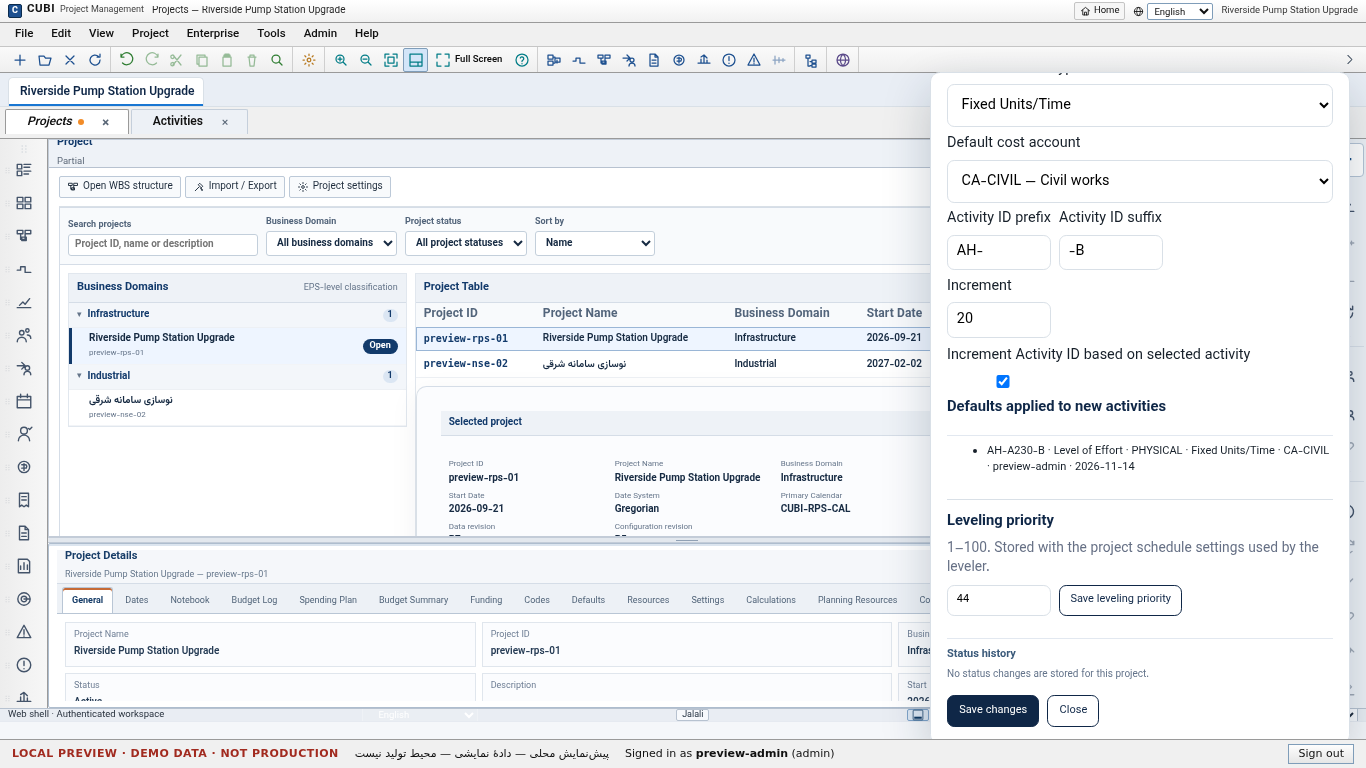 CUBI Project Management Projects — Riverside Pump Station Upgrade Home English Riverside Pump Station Upgrade
File Edit View Project Enterprise Tools Admin Help
Full Screen
Riverside Pump Station Upgrade
Projects × Activities ×
Project
Partial
Open WBS structure Import / Export Project settings
Search projects Business Domain Project status Sort by
Project ID, name or description All business domains All project statuses Name
Business Domains EPS-level classification
Infrastructure 1
Riverside Pump Station Upgrade
preview-rps-01 Open
Industrial 1
نوسازی سامانه شرقی
preview-nse-02
Project Table
Project ID Project Name Business Domain Start Date
preview-rps-01 Riverside Pump Station Upgrade Infrastructure 2026-09-21
preview-nse-02 نوسازی سامانه شرقی Industrial 2027-02-02
Selected project
Project ID Project Name Business Domain
preview-rps-01 Riverside Pump Station Upgrade Infrastructure
Start Date Date System Primary Calendar
2026-09-21 Gregorian CUBI-RPS-CAL
Data revision Configuration revision
Project Details
Riverside Pump Station Upgrade — preview-rps-01
General Dates Notebook Budget Log Spending Plan Budget Summary Funding Codes Defaults Resources Settings Calculations Planning Resources Co
Project Name Project ID Busin
Riverside Pump Station Upgrade preview-rps-01 Infras
Status Description Start
Active 2026
Web shell · Authenticated workspace English Jalali
Fixed Units/Time
Default cost account
CA-CIVIL — Civil works
Activity ID prefix Activity ID suffix
AH- -B
Increment
20
Increment Activity ID based on selected activity
Defaults applied to new activities
• AH-A230-B · Level of Effort · PHYSICAL · Fixed Units/Time · CA-CIVIL
· preview-admin · 2026-11-14
Leveling priority
1–100. Stored with the project schedule settings used by the
leveler.
44 Save leveling priority
Status history
No status changes are stored for this project.
Save changes Close
LOCAL PREVIEW · DEMO DATA · NOT PRODUCTION پیش‌نمایش محلی — دادهٔ نمایشی — محیط تولید نیست Signed in as preview-admin (admin) Sign out